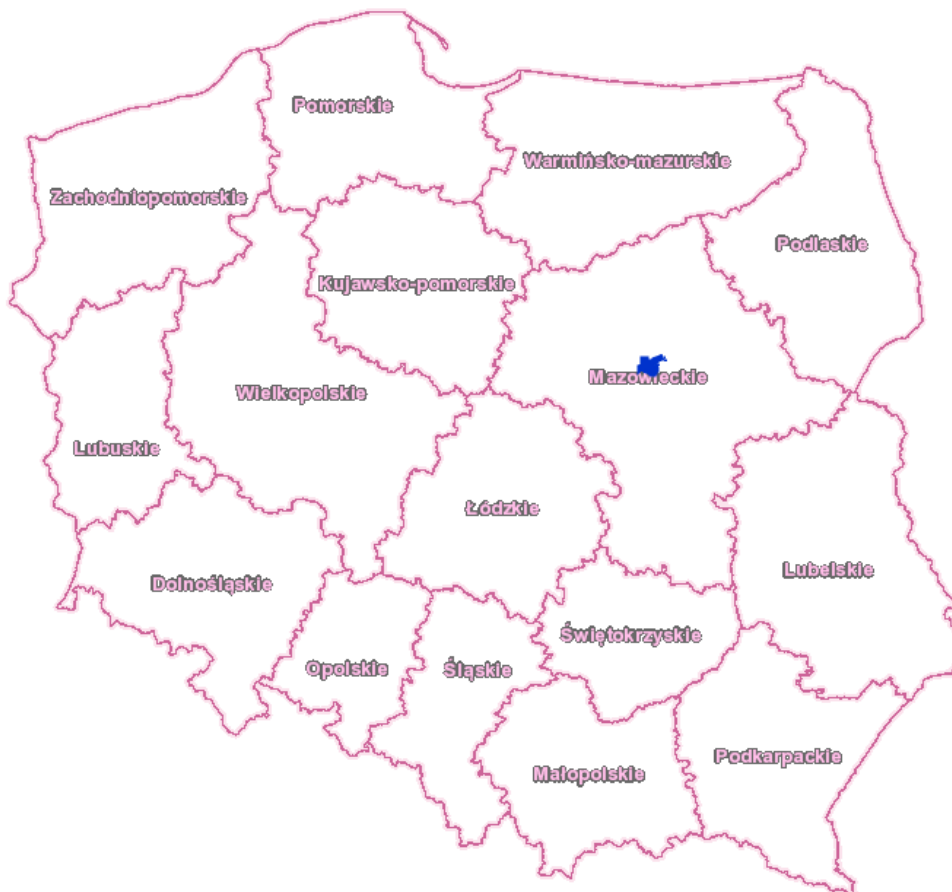 Pomorskie
Warmińsko-mazurskie
Zachodniopomorskie
Podlaskie
Kujawsko-pomorskie
Mazowieckie
Wielkopolskie
Lubuskie
Łódzkie
Lubelskie
Dolnośląskie
Świętokrzyskie
Opolskie
Śląskie
Podkarpackie
Małopolskie